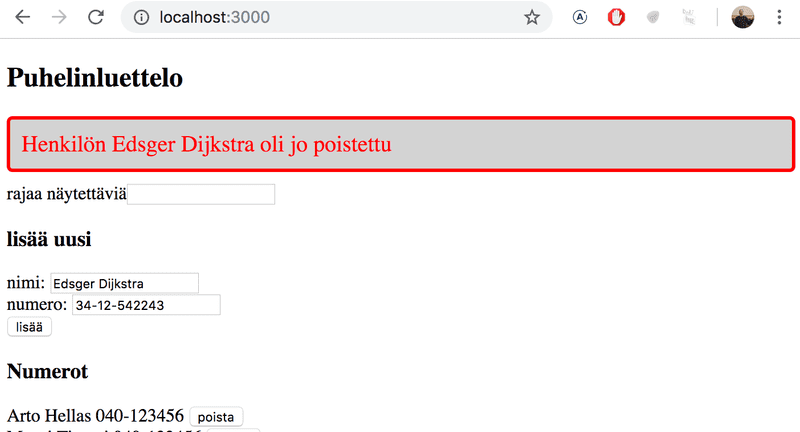 localhost:3000
Puhelinluettelo
Henkilön Edsger Dijkstra oli jo poistettu
rajaa näytettäviä
lisää uusi
nimi: Edsger Dijkstra
numero: 34-12-542243
lisää
Numerot
Arto Hellas 040-123456 poista